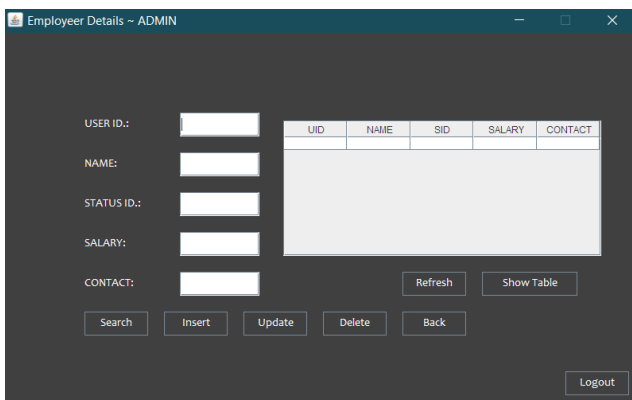 Employeer Details ~ ADMIN
USER ID.:
UID NAME SID SALARY CONTACT
NAME:
STATUS ID.:
SALARY:
CONTACT:
Refresh Show Table
Search Insert Update Delete Back
Logout